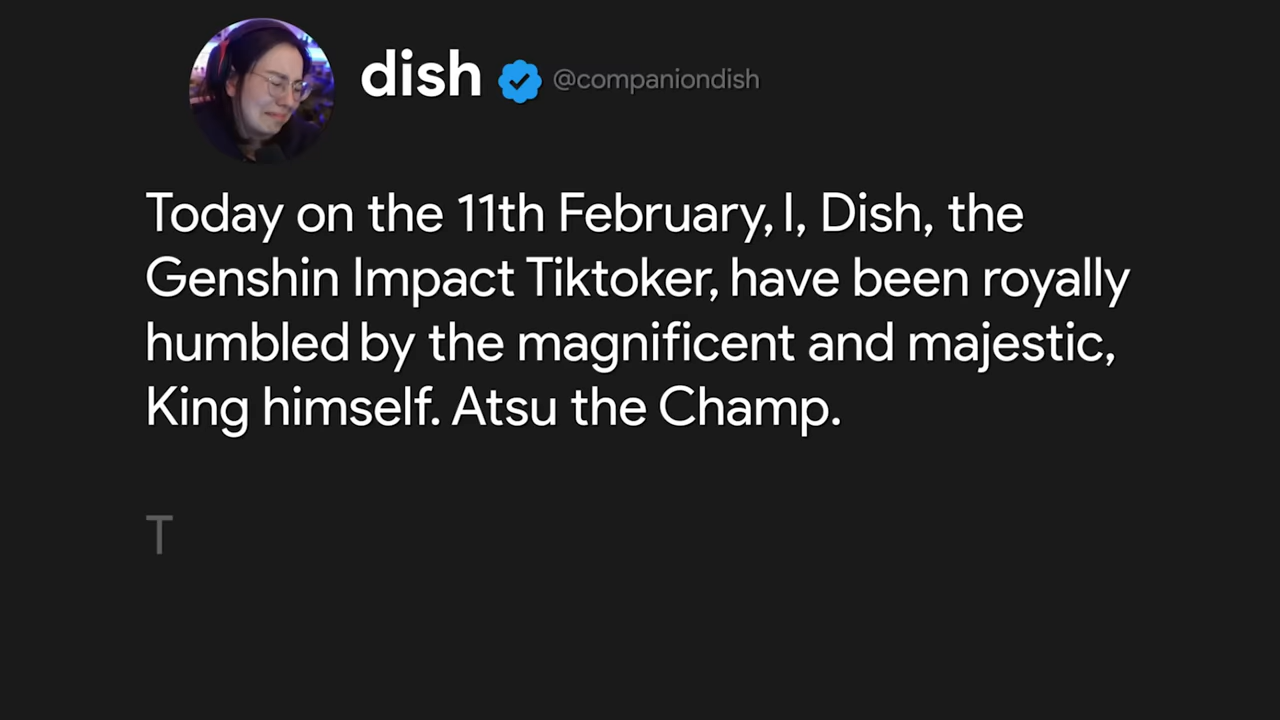 dish @companiondish
Today on the 11th February, I, Dish, the
Genshin Impact Tiktoker, have been royally
humbled by the magnificent and majestic,
King himself. Atsu the Champ.
T